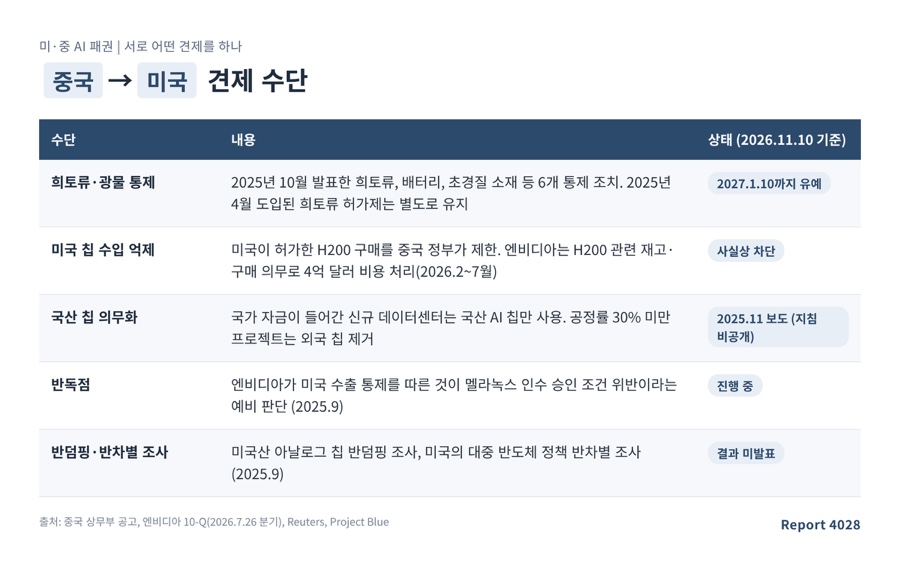 미·중 AI 패권 | 서로 어떤 견제를 하나
중국 → 미국 견제 수단
수단 내용 상태 (2026.11.10 기준)
희토류·광물 통제
2025년 10월 발표한 희토류, 배터리, 초경질 소재 등 6개 통제 조치. 2025년
4월 도입된 희토류 허가제는 별도로 유지
2027.1.10까지 유예
미국 칩 수입 억제
미국이 허가한 H200 구매를 중국 정부가 제한. 엔비디아는 H200 관련 재고·
구매 의무로 4억 달러 비용 처리(2026.2~7월)
사실상 차단
국산 칩 의무화
국가 자금이 들어간 신규 데이터센터는 국산 AI 칩만 사용. 공정률 30% 미만
프로젝트는 외국 칩 제거
2025.11 보도 (지침
비공개)
반독점
엔비디아가 미국 수출 통제를 따른 것이 멜라녹스 인수 승인 조건 위반이라는
예비 판단 (2025.9)
진행 중
반덤핑·반차별 조사
미국산 아날로그 칩 반덤핑 조사, 미국의 대중 반도체 정책 반차별 조사
(2025.9)
결과 미발표
출처: 중국 상무부 공고, 엔비디아 10-Q(2026.7.26 분기), Reuters, Project Blue
Report 4028